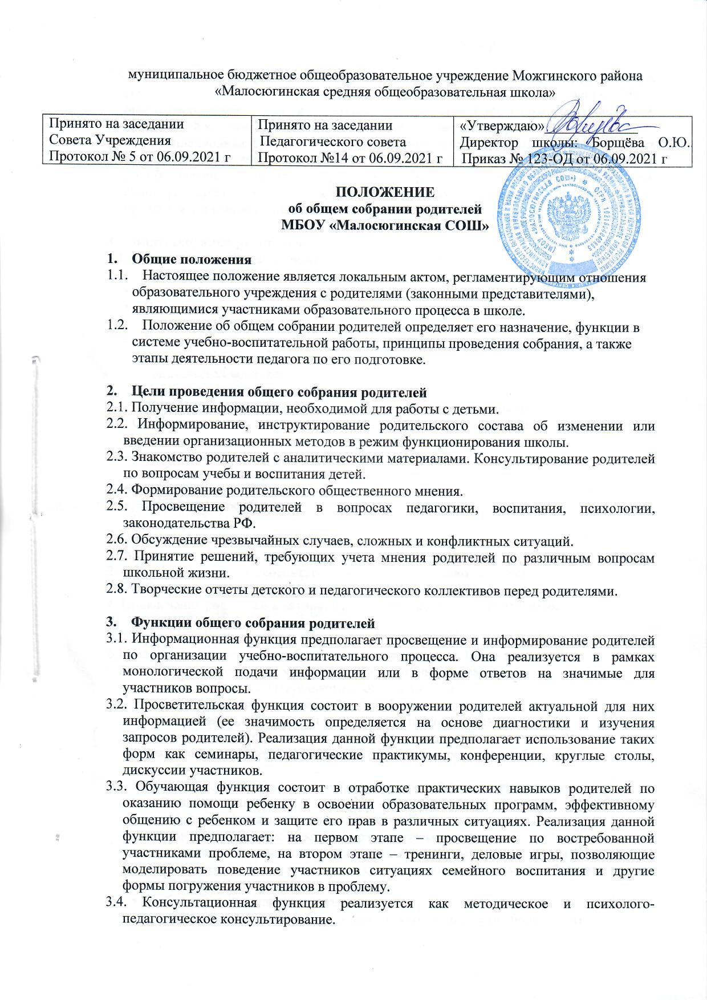 муниципальное бюджетное общеобразовательное учреждение Можгинского района
«Малосюгинская средняя общеобразовательная школа»
Принято на заседании
Совета Учреждения
Протокол № 5 от 06.09.2021 г
Принято на заседании
Педагогического совета
Протокол №14 от 06.09.2021 г
«Утверждаю»
Директор школы: Борщёва О.Ю.
Приказ № 123-ОД от 06.09.2021 г
ПОЛОЖЕНИЕ
об общем собрании родителей
МБОУ «Малосюгинская СОШ»
1. Общие положения
1.1. Настоящее положение является локальным актом, регламентирующим отношения
образовательного учреждения с родителями (законными представителями),
являющимися участниками образовательного процесса в школе.
1.2. Положение об общем собрании родителей определяет его назначение, функции в
системе учебно-воспитательной работы, принципы проведения собрания, а также
этапы деятельности педагога по его подготовке.
2. Цели проведения общего собрания родителей
2.1. Получение информации, необходимой для работы с детьми.
2.2. Информирование, инструктирование родительского состава об изменении или
введении организационных методов в режим функционирования школы.
2.3. Знакомство родителей с аналитическими материалами. Консультирование родителей
по вопросам учебы и воспитания детей.
2.4. Формирование родительского общественного мнения.
2.5. Просвещение родителей в вопросах педагогики, воспитания, психологии,
законодательства РФ.
2.6. Обсуждение чрезвычайных случаев, сложных и конфликтных ситуаций.
2.7. Принятие решений, требующих учета мнения родителей по различным вопросам
школьной жизни.
2.8. Творческие отчеты детского и педагогического коллективов перед родителями.
3. Функции общего собрания родителей
3.1. Информационная функция предполагает просвещение и информирование родителей
по организации учебно-воспитательного процесса. Она реализуется в рамках
монологической подачи информации или в форме ответов на значимые для
участников вопросы.
3.2. Просветительская функция состоит в вооружении родителей актуальной для них
информацией (ее значимость определяется на основе диагностики и изучения
запросов родителей). Реализация данной функции предполагает использование таких
форм как семинары, педагогические практикумы, конференции, круглые столы,
дискуссии участников.
3.3. Обучающая функция состоит в отработке практических навыков родителей по
оказанию помощи ребенку в освоении образовательных программ, эффективному
общению с ребенком и защите его прав в различных ситуациях. Реализация данной
функции предполагает: на первом этапе – просвещение по востребованной
участниками проблеме, на втором этапе – тренинги, деловые игры, позволяющие
моделировать поведение участников ситуациях семейного воспитания и другие
формы погружения участников в проблему.
3.4. Консультационная функция реализуется как методическое и психолого-
педагогическое консультирование.